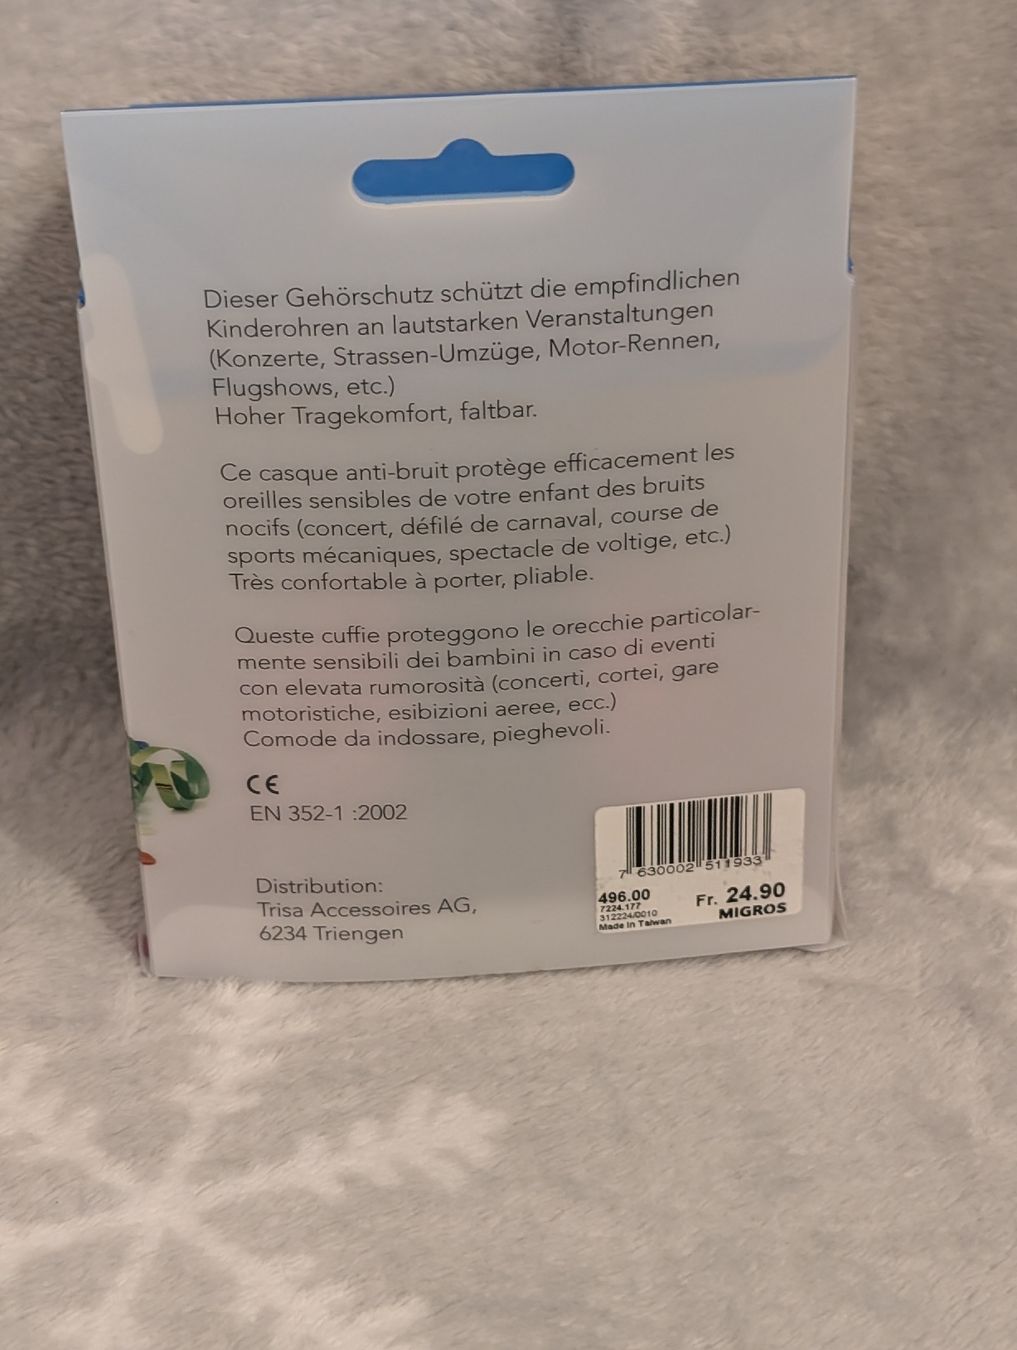 Dieser Gehörschutz schützt die empfindlichen
Kinderohren an lautstarken Veranstaltungen
(Konzerte, Strassen-Umzüge, Motor-Rennen,
Flugshows, etc.)
Hoher Tragekomfort, faltbar.
Ce casque anti-bruit protège efficacement les
oreilles sensibles de votre enfant des bruits
nocifs (concert, défilé de carnaval, course de
sports mécaniques, spectacle de voltige, etc.)
Très confortable à porter, pliable.
Queste cuffie proteggono le orecchie particolar-
mente sensibili dei bambini in caso di eventi
con elevata rumorosità (concerti, cortei, gare
motoristiche, esibizioni aeree, ecc.)
Comode da indossare, pieghevoli.
CE
EN 352-1 :2002
Distribution:
Trisa Accessoires AG,
6234 Triengen
7 630002 511933
496.00
7224.177
312224/0010
Made in Taiwan
Fr. 24.90
MIGROS